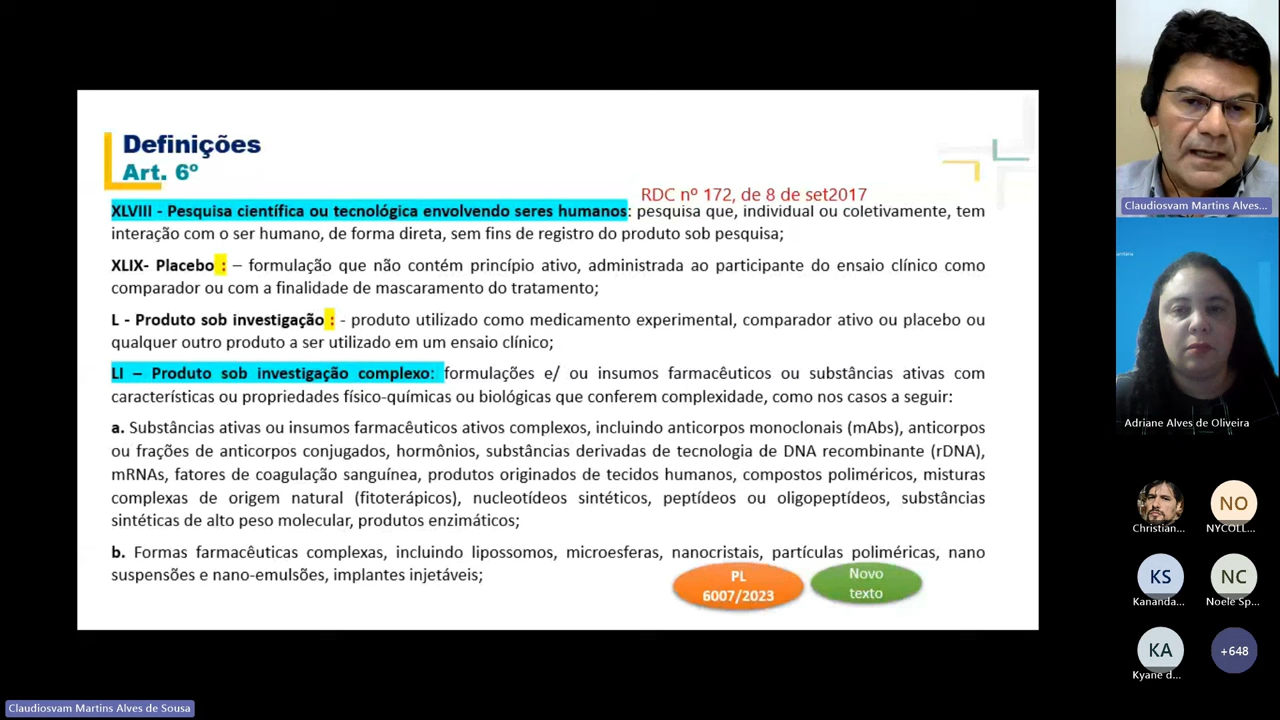 Definições
Art. 6º
RDC nº 172, de 8 de set2017
XLVIII - Pesquisa científica ou tecnológica envolvendo seres humanos: pesquisa que, individual ou coletivamente, tem
interação com o ser humano, de forma direta, sem fins de registro do produto sob pesquisa;
XLIX- Placebo : – formulação que não contém princípio ativo, administrada ao participante do ensaio clínico como
comparador ou com a finalidade de mascaramento do tratamento;
L - Produto sob investigação : - produto utilizado como medicamento experimental, comparador ativo ou placebo ou
qualquer outro produto a ser utilizado em um ensaio clínico;
LI – Produto sob investigação complexo: formulações e/ ou insumos farmacêuticos ou substâncias ativas com
características ou propriedades físico-químicas ou biológicas que conferem complexidade, como nos casos a seguir:
a. Substâncias ativas ou insumos farmacêuticos ativos complexos, incluindo anticorpos monoclonais (mAbs), anticorpos
ou frações de anticorpos conjugados, hormônios, substâncias derivadas de tecnologia de DNA recombinante (rDNA),
mRNAs, fatores de coagulação sanguínea, produtos originados de tecidos humanos, compostos poliméricos, misturas
complexas de origem natural (fitoterápicos), nucleotídeos sintéticos, peptídeos ou oligopeptídeos, substâncias
sintéticas de alto peso molecular, produtos enzimáticos;
b. Formas farmacêuticas complexas, incluindo lipossomos, microesferas, nanocristais, partículas poliméricas, nano
suspensões e nano-emulsões, implantes injetáveis;
PL
6007/2023
Novo
texto
Claudiosvam Martins Alves...
Adriane Alves de Oliveira
Christian...
NO
NYCOLL...
KS
Kananda...
NC
Noele Sp...
KA
Kyane d...
+648
Claudiosvam Martins Alves de Sousa